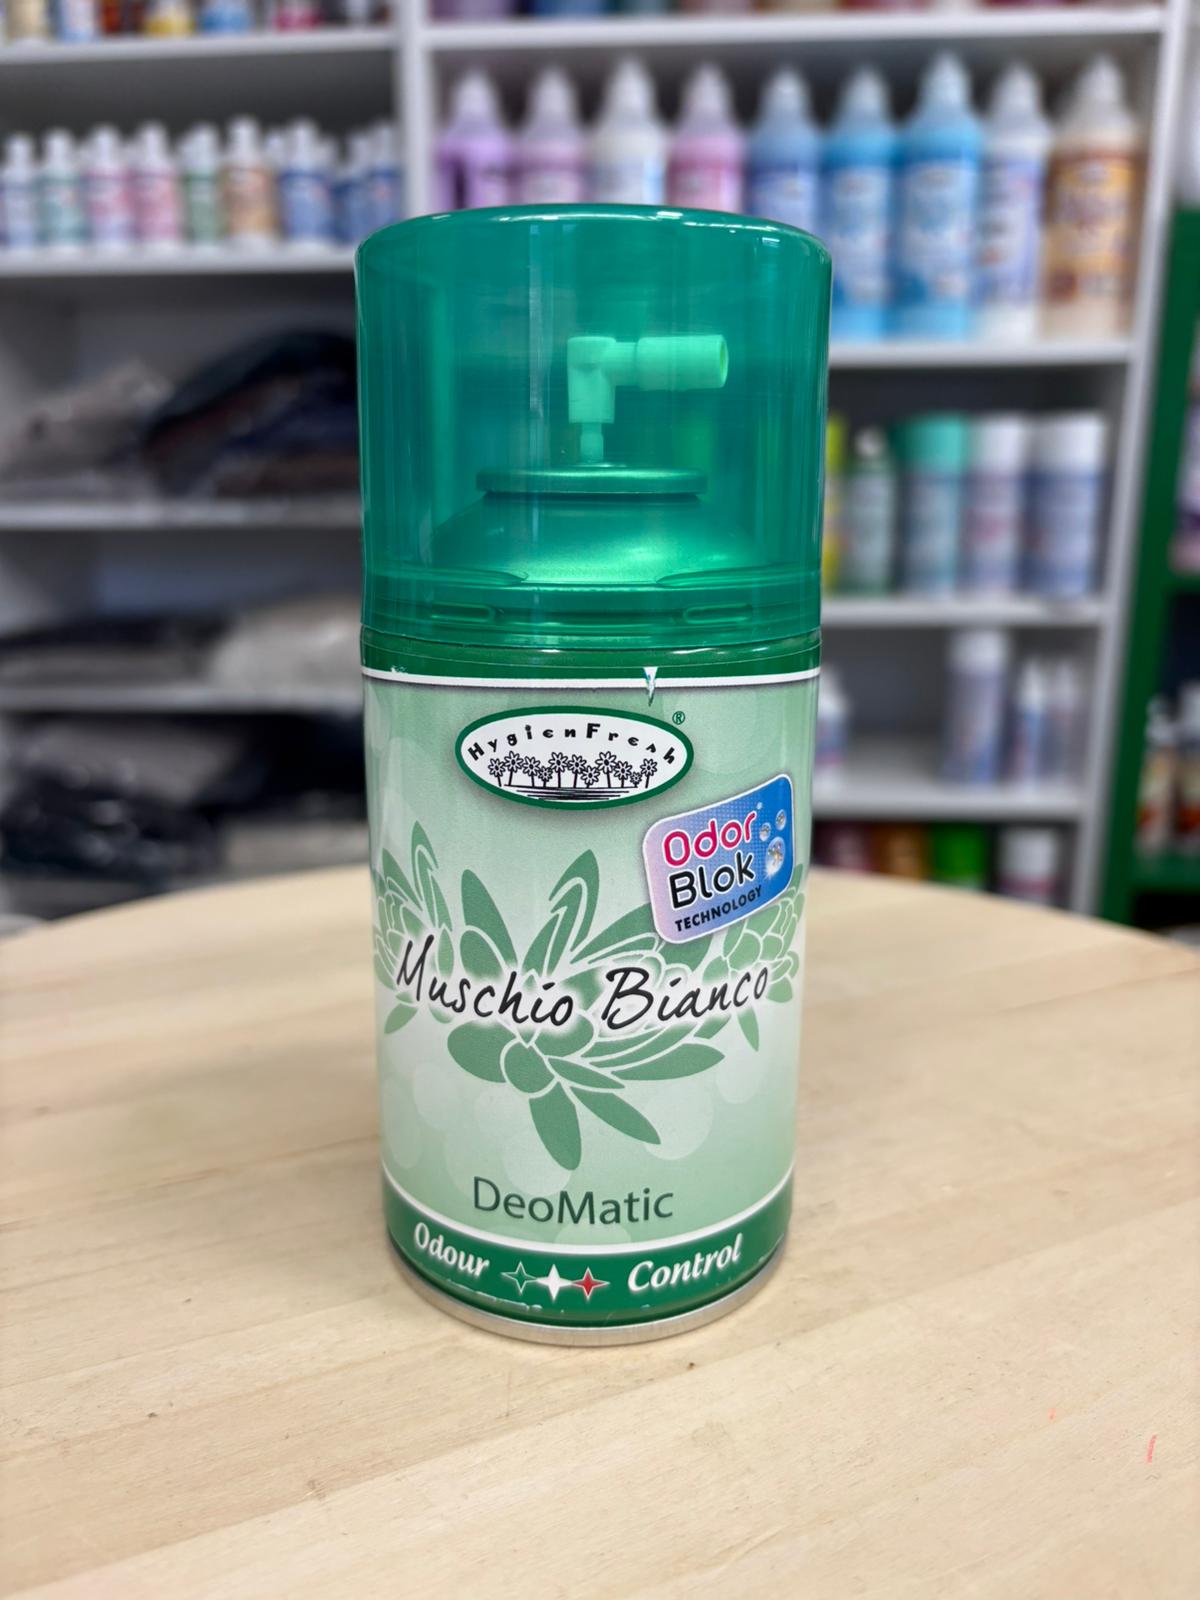 HygienFresh®
Odor
Blok
TECHNOLOGY
Muschio Bianco
DeoMatic
Odour Control